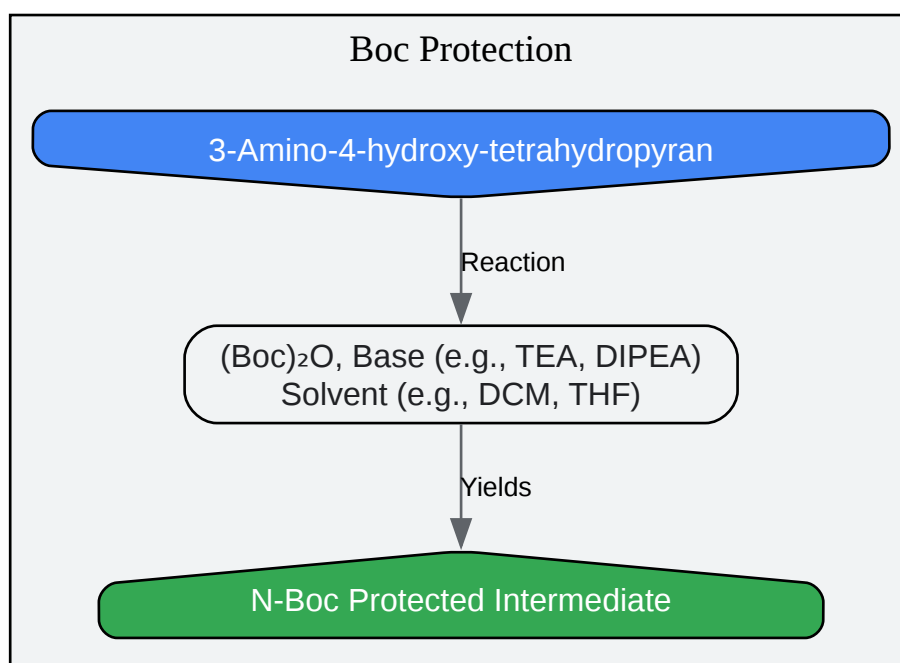 Boc Protection
3-Amino-4-hydroxy-tetrahydropyran
Reaction
(Boc)₂O, Base (e.g., TEA, DIPEA)
Solvent (e.g., DCM, THF)
Yields
N-Boc Protected Intermediate